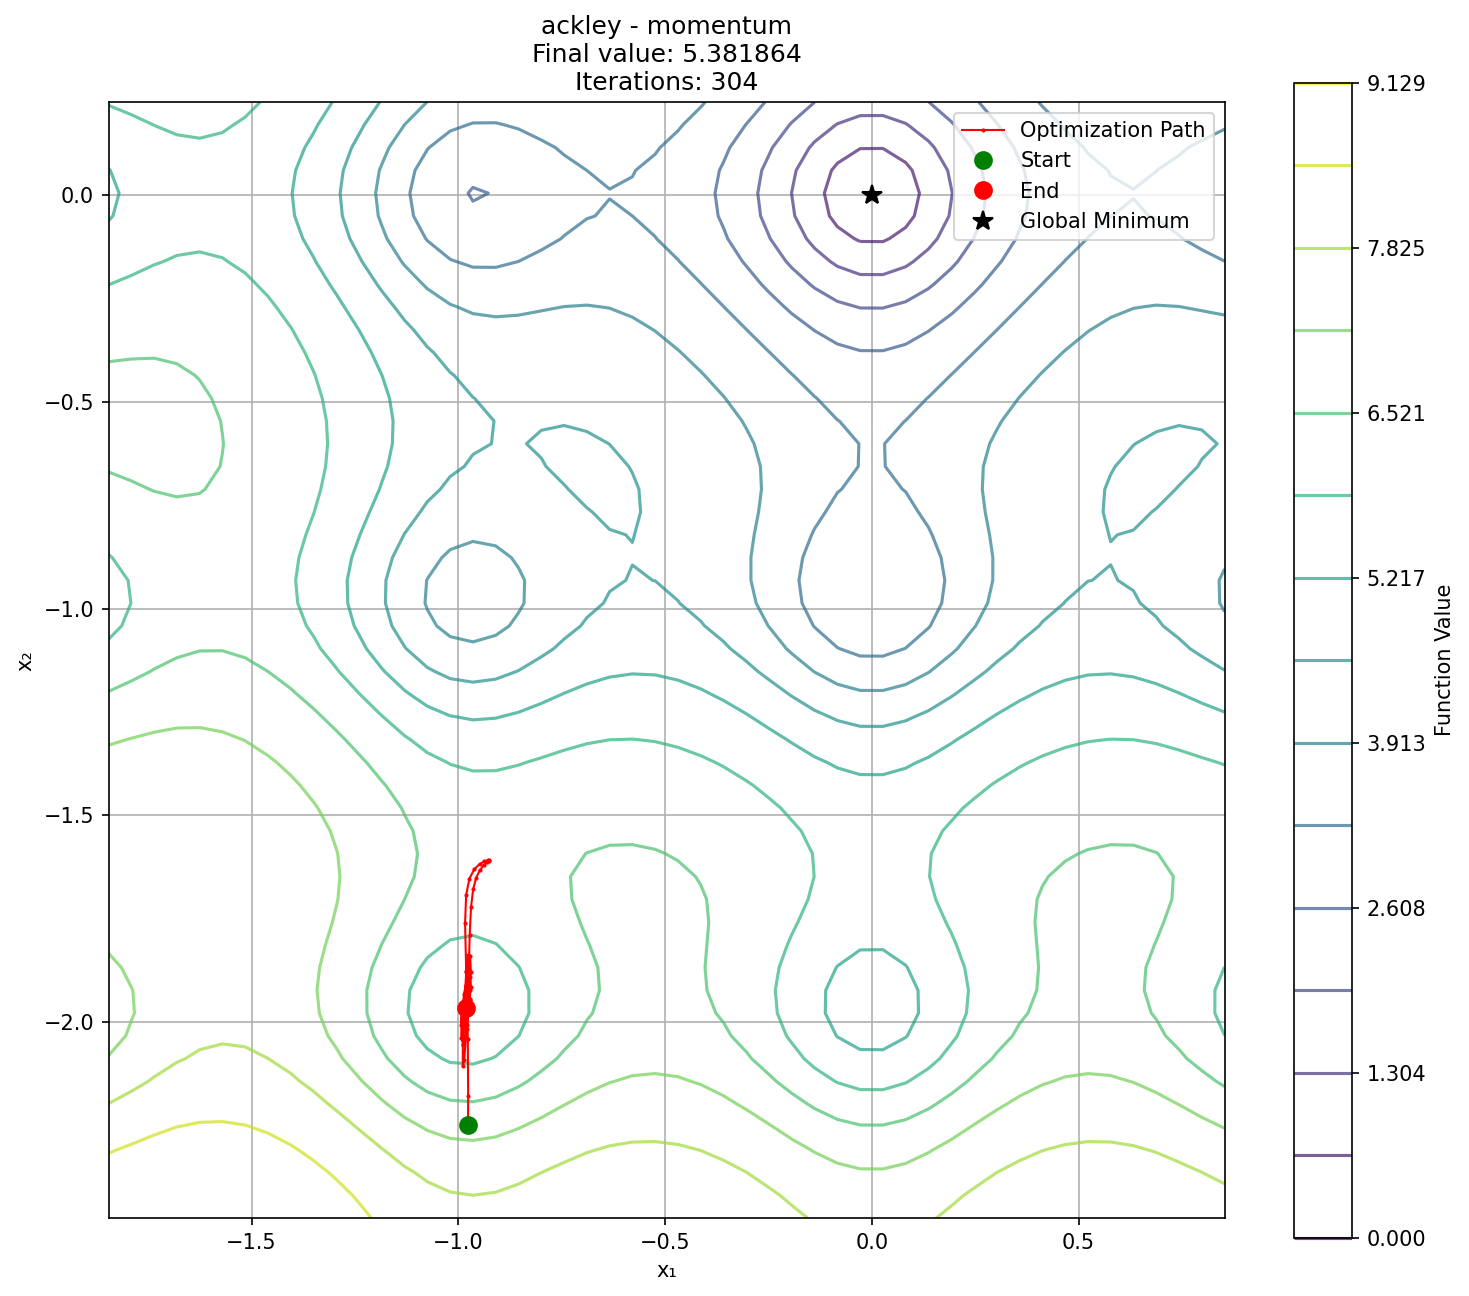 ackley - momentum
Final value: 5.381864
Iterations: 304
Optimization Path
Start
End
Global Minimum
0.0
−0.5
−1.0
−1.5
−2.0
x₂
−1.5
−1.0
−0.5
0.0
0.5
x₁
9.129
7.825
6.521
5.217
3.913
2.608
1.304
0.000
Function Value